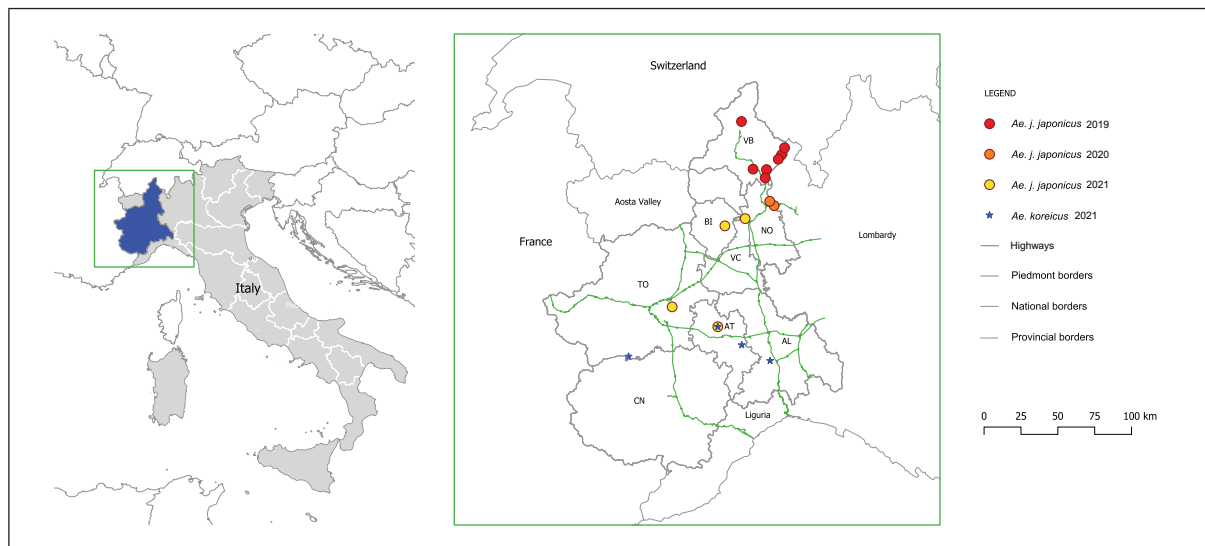 Italy
Switzerland
VB
Aosta Valley
BI
NO
France
Lombardy
VC
TO
AT
AL
CN
Liguria
LEGEND
Ae. j. japonicus 2019
Ae. j. japonicus 2020
Ae. j. japonicus 2021
Ae. koreicus 2021
Highways
Piedmont borders
National borders
Provincial borders
0 25 50 75 100 km